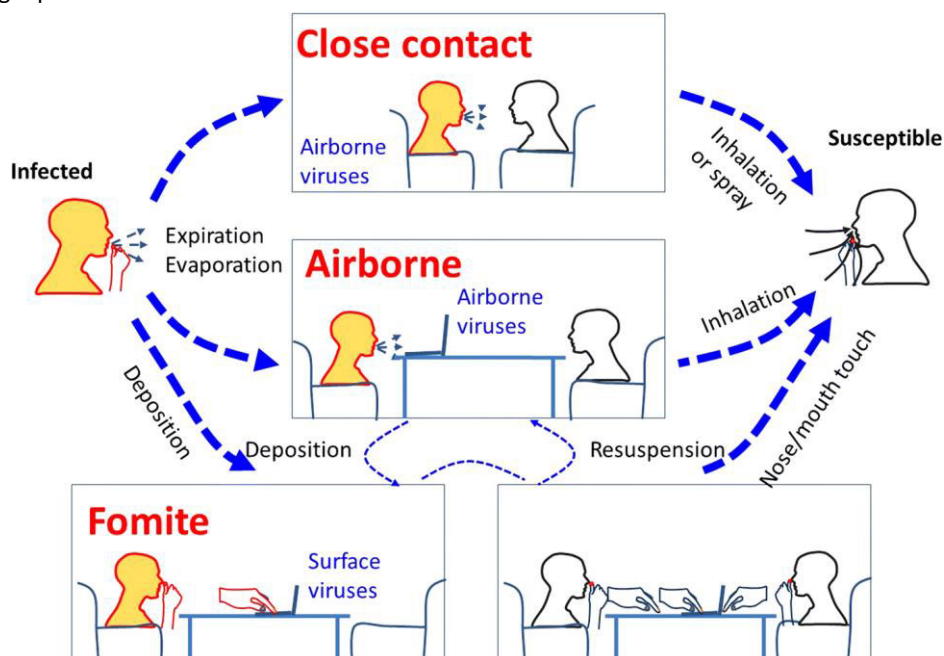 Close contact
Airborne
viruses
Infected
Expiration
Evaporation
Inhalation
or spray
Susceptible
Airborne
Airborne
viruses
Inhalation
Deposition
Deposition
Resuspension
Nose/mouth touch
Fomite
Surface
viruses